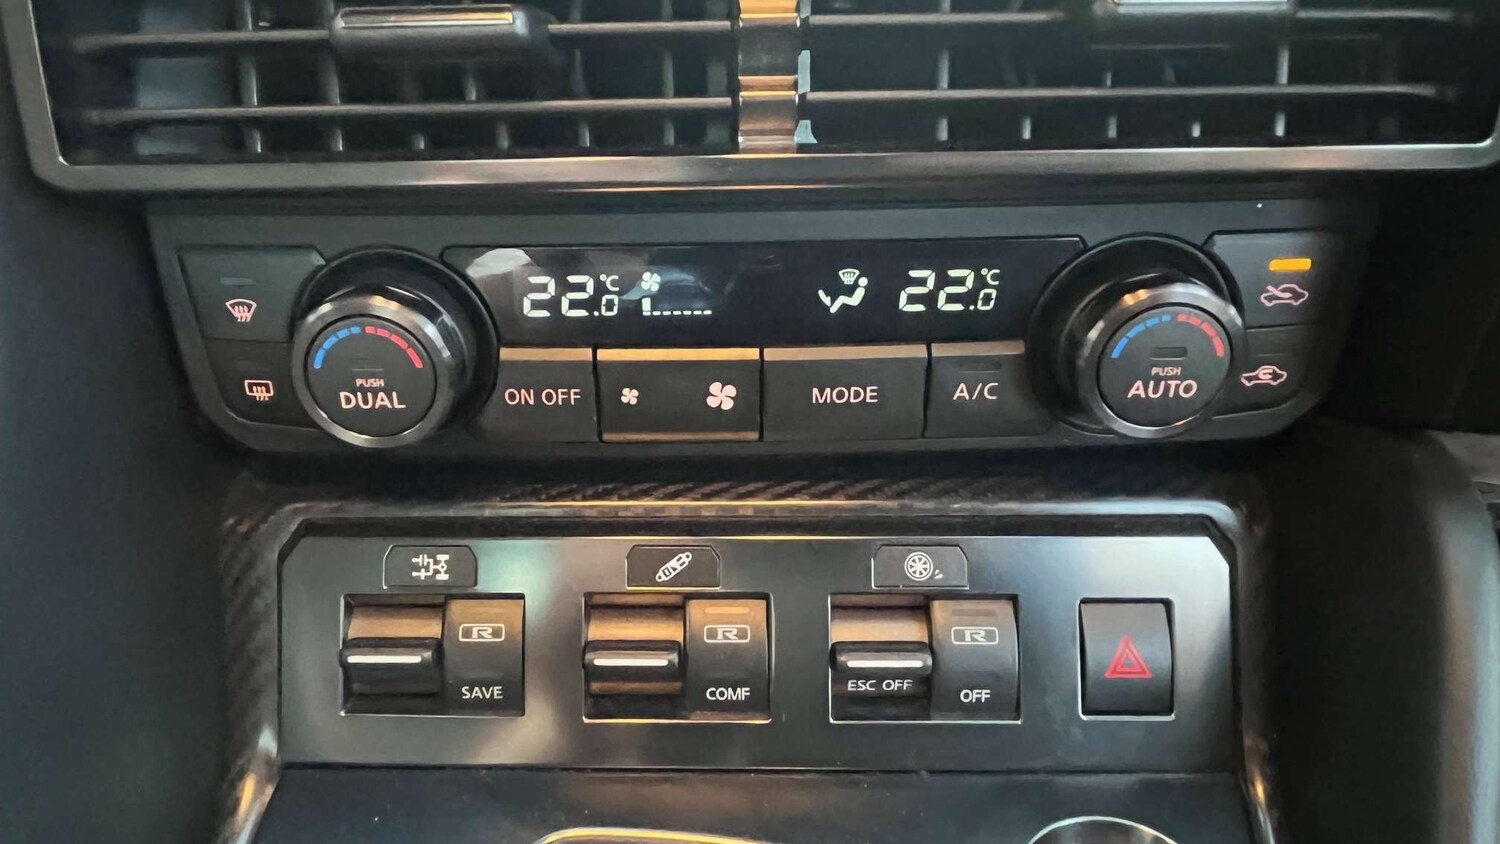 22.0°C
22.0°C
PUSH
DUAL
ON OFF
MODE
A/C
PUSH
AUTO
R
SAVE
R
COMF
ESC OFF
R
OFF